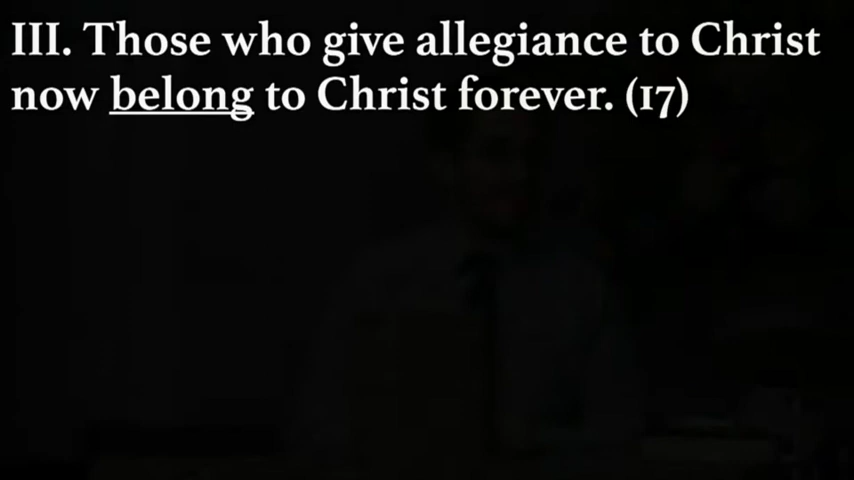 III. Those who give allegiance to Christ
now belong to Christ forever. (17)